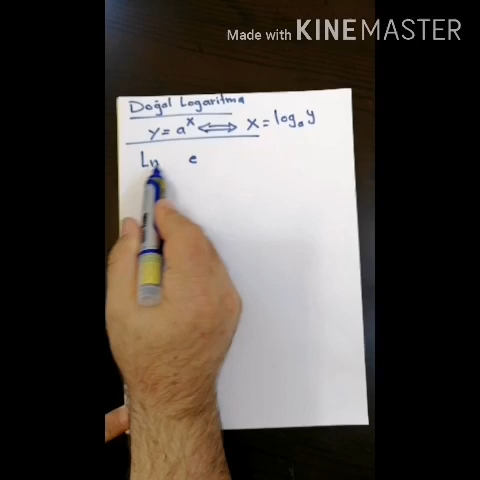 Made with KINEMASTER
Doğal Logaritma
y = a^x ⟺ x = log_a y
Ln e